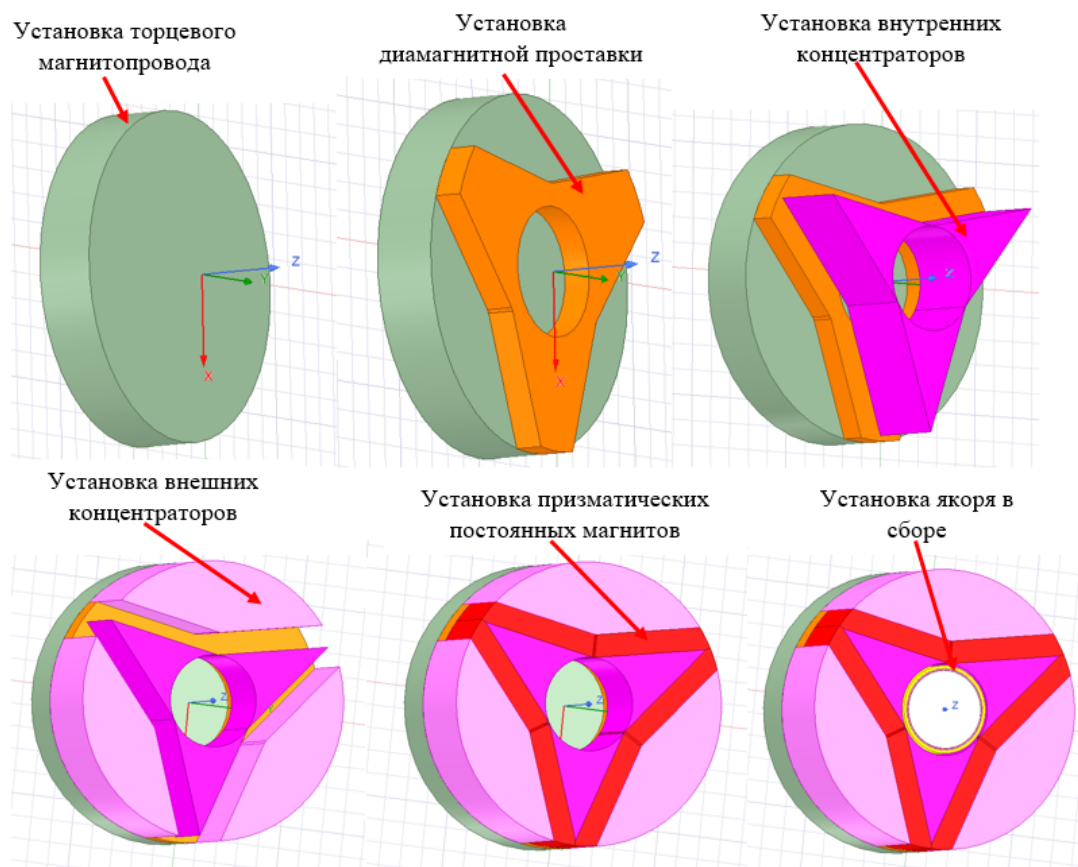 Установка торцевого
магнитопровода
Установка
диамагнитной проставки
Установка внутренних
концентраторов
Z
Y
X
Z
Y
X
Z
Установка внешних
концентраторов
Установка призматических
постоянных магнитов
Установка якоря в
сборе
Z
Z
Z